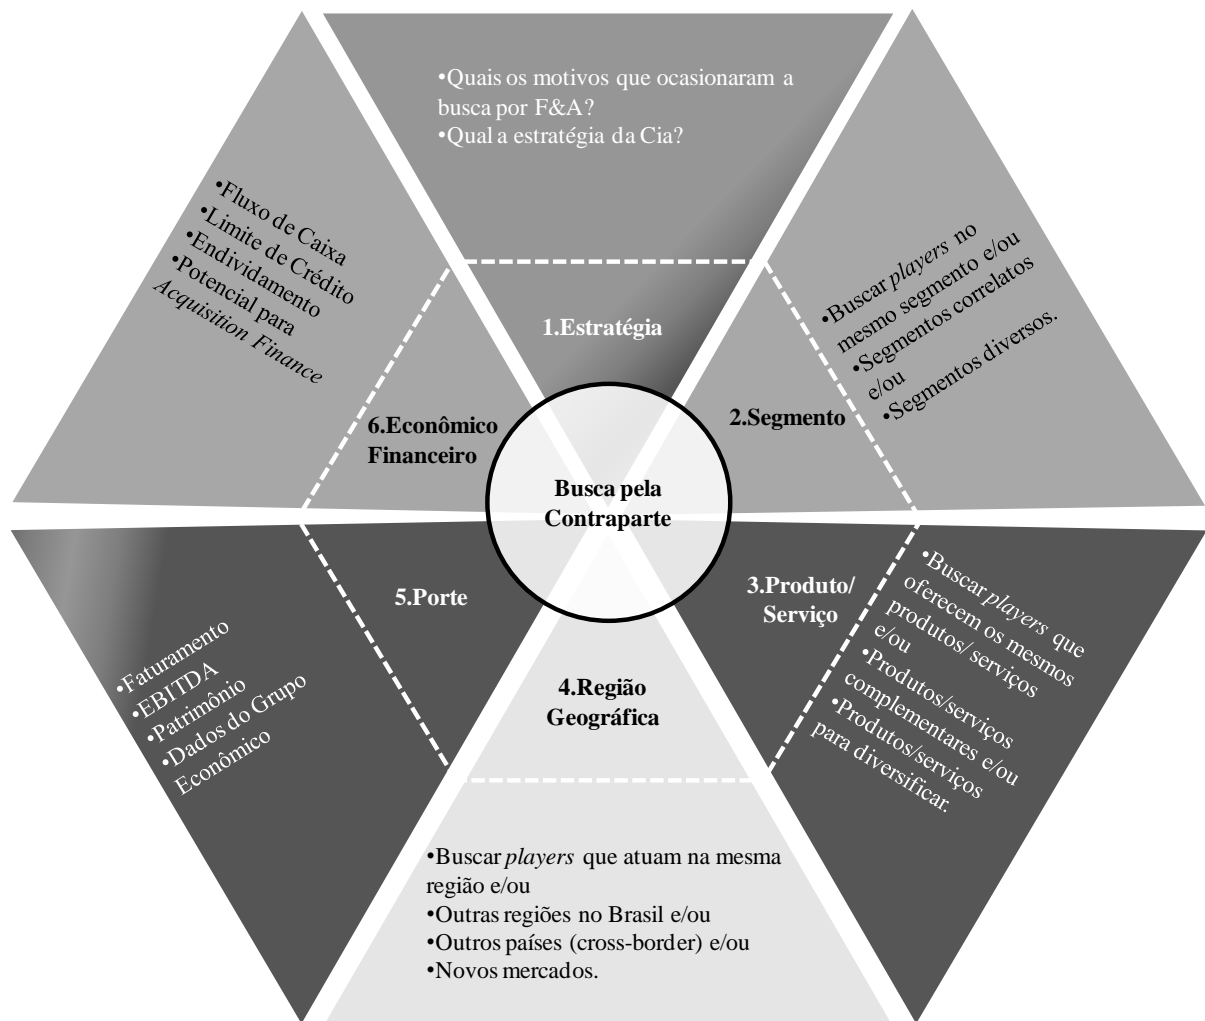 •Quais os motivos que ocasionaram a
busca por F&A?
•Qual a estratégia da Cia?
1.Estratégia
•Buscar players no
mesmo segmento e/ou
•Segmentos correlatos
e/ou
•Segmentos diversos.
2.Segmento
•Buscar players que
oferecem os mesmos
produtos/ serviços
e/ou
•Produtos/serviços
complementares e/ou
•Produtos/serviços
para diversificar.
3.Produto/
Serviço
4.Região
Geográfica
•Buscar players que atuam na mesma
região e/ou
•Outras regiões no Brasil e/ou
•Outros países (cross-border) e/ou
•Novos mercados.
5.Porte
•Faturamento
•EBITDA
•Patrimônio
•Dados do Grupo
Econômico
6.Econômico
Financeiro
•Fluxo de Caixa
•Limite de Crédito
•Endividamento
•Potencial para
Acquisition Finance
Busca pela
Contraparte